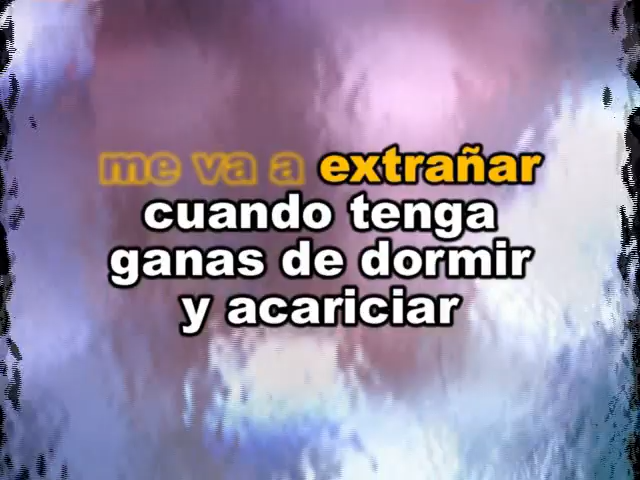 me va a extrañar
cuando tenga
ganas de dormir
y acariciar